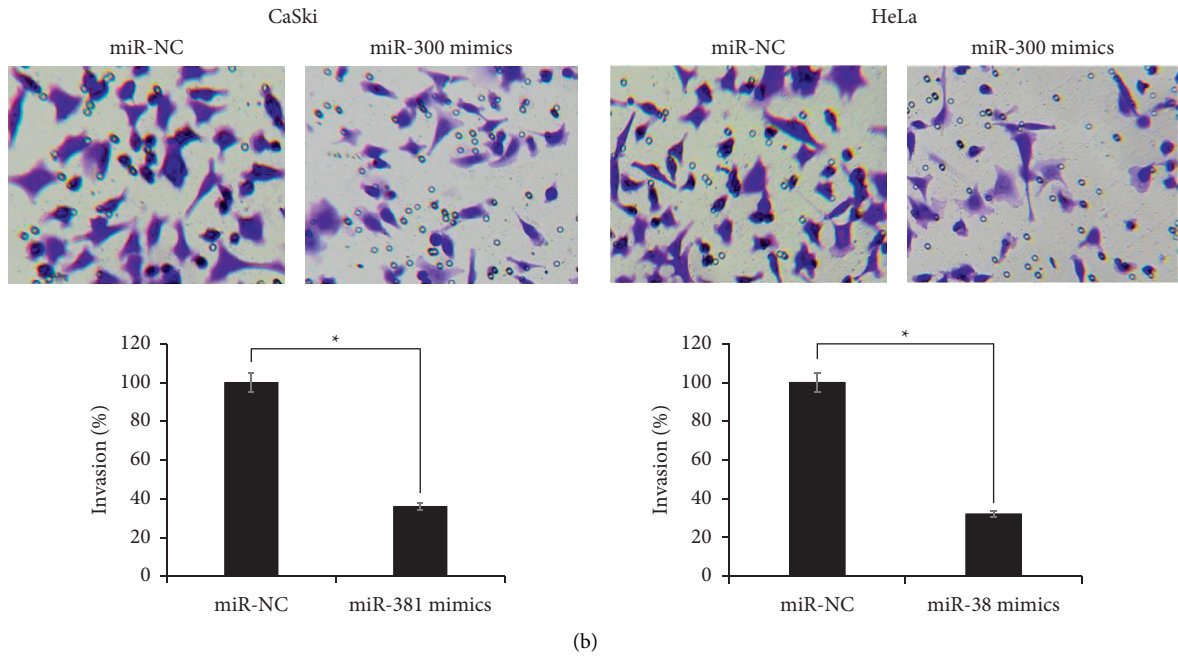 CaSki
HeLa
miR-NC
miR-300 mimics
miR-NC
miR-300 mimics
120
100
80
60
40
20
0
Invasion (%)
*
miR-NC
miR-381 mimics
120
100
80
60
40
20
0
Invasion (%)
*
miR-NC
miR-38 mimics
(b)